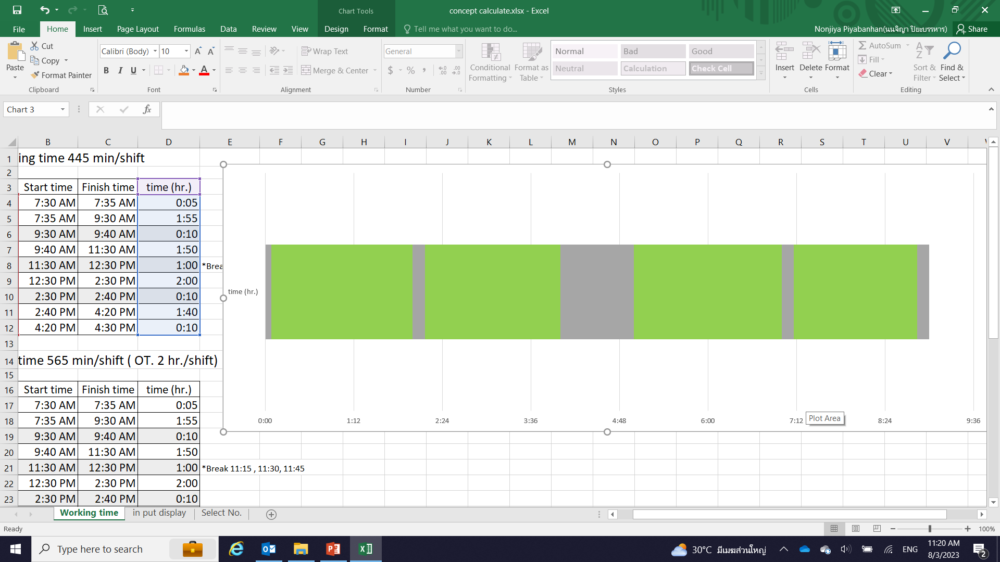 Chart Tools
concept calculate.xlsx - Excel
File Home Insert Page Layout Formulas Data Review View Design Format Tell me what you want to do... Nonjiya Piyabanhan(นนจิญา ปิยะบรรหาร) Share
Paste Cut Copy Format Painter Clipboard
Calibri (Body) 10 A A B I U A Font
Wrap Text Merge & Center Alignment
General $ % , Number
Conditional Formatting Format as Table
Normal Bad Good
Neutral Calculation Check Cell
Styles
Insert Delete Format Cells
AutoSum Fill Clear Sort & Filter Find & Select Editing
Chart 3 fx
B C D E F G H I J K L M N O P Q R S T U V
1 ing time 445 min/shift
2
3 Start time Finish time time (hr.)
4 7:30 AM 7:35 AM 0:05
5 7:35 AM 9:30 AM 1:55
6 9:30 AM 9:40 AM 0:10
7 9:40 AM 11:30 AM 1:50
8 11:30 AM 12:30 PM 1:00 *Brea
9 12:30 PM 2:30 PM 2:00
10 2:30 PM 2:40 PM 0:10
11 2:40 PM 4:20 PM 1:40
12 4:20 PM 4:30 PM 0:10
13
14 time 565 min/shift ( OT. 2 hr./shift)
15
16 Start time Finish time time (hr.)
17 7:30 AM 7:35 AM 0:05
18 7:35 AM 9:30 AM 1:55
19 9:30 AM 9:40 AM 0:10
20 9:40 AM 11:30 AM 1:50
21 11:30 AM 12:30 PM 1:00 *Break 11:15 , 11:30, 11:45
22 12:30 PM 2:30 PM 2:00
23 2:30 PM 2:40 PM 0:10
time (hr.)
0:00 1:12 2:24 3:36 4:48 6:00 7:12 8:24 9:36
Plot Area
Working time in put display Select No.
Ready 100%
Type here to search
30°C มีเมฆส่วนใหญ่ ENG 11:20 AM
8/3/2023 2